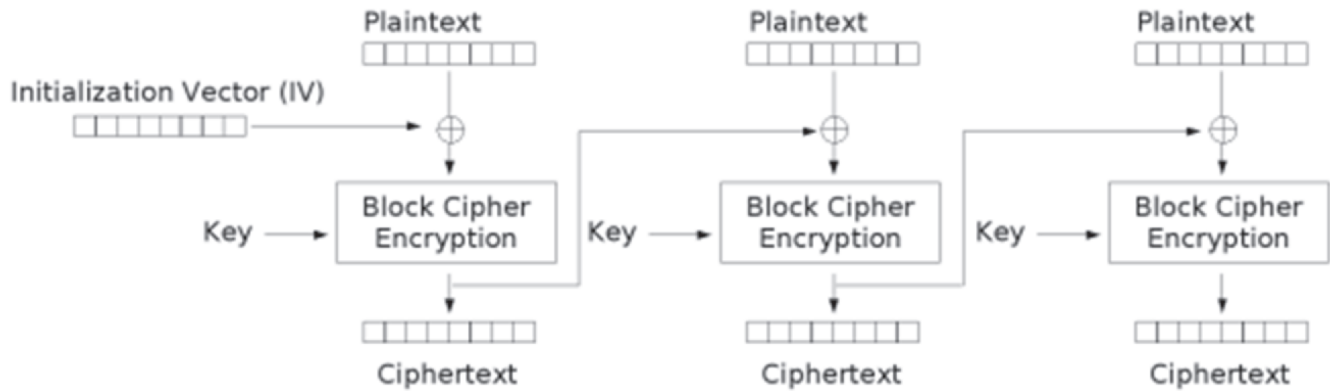 Plaintext
Plaintext
Plaintext
Initialization Vector (IV)
Key
Block Cipher
Encryption
Key
Block Cipher
Encryption
Key
Block Cipher
Encryption
Ciphertext
Ciphertext
Ciphertext